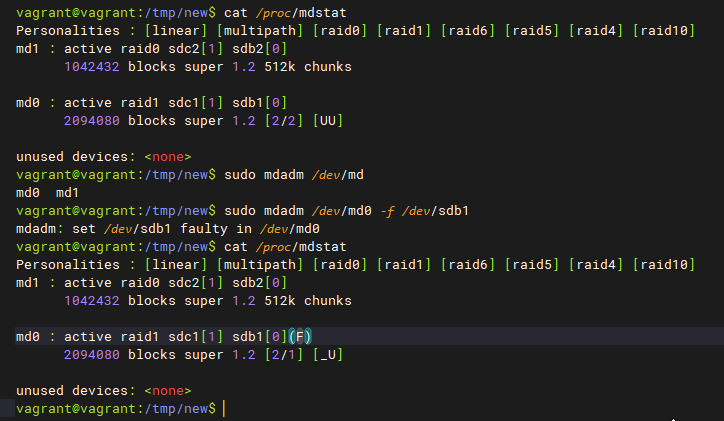 vagrant@vagrant:/tmp/new$ cat /proc/mdstat
Personalities : [linear] [multipath] [raid0] [raid1] [raid6] [raid5] [raid4] [raid10]
md1 : active raid0 sdc2[1] sdb2[0]
      1042432 blocks super 1.2 512k chunks

md0 : active raid1 sdc1[1] sdb1[0]
      2094080 blocks super 1.2 [2/2] [UU]

unused devices: <none>
vagrant@vagrant:/tmp/new$ sudo mdadm /dev/md
md0  md1
vagrant@vagrant:/tmp/new$ sudo mdadm /dev/md0 -f /dev/sdb1
mdadm: set /dev/sdb1 faulty in /dev/md0
vagrant@vagrant:/tmp/new$ cat /proc/mdstat
Personalities : [linear] [multipath] [raid0] [raid1] [raid6] [raid5] [raid4] [raid10]
md1 : active raid0 sdc2[1] sdb2[0]
      1042432 blocks super 1.2 512k chunks

md0 : active raid1 sdc1[1] sdb1[0](F)
      2094080 blocks super 1.2 [2/1] [_U]

unused devices: <none>
vagrant@vagrant:/tmp/new$